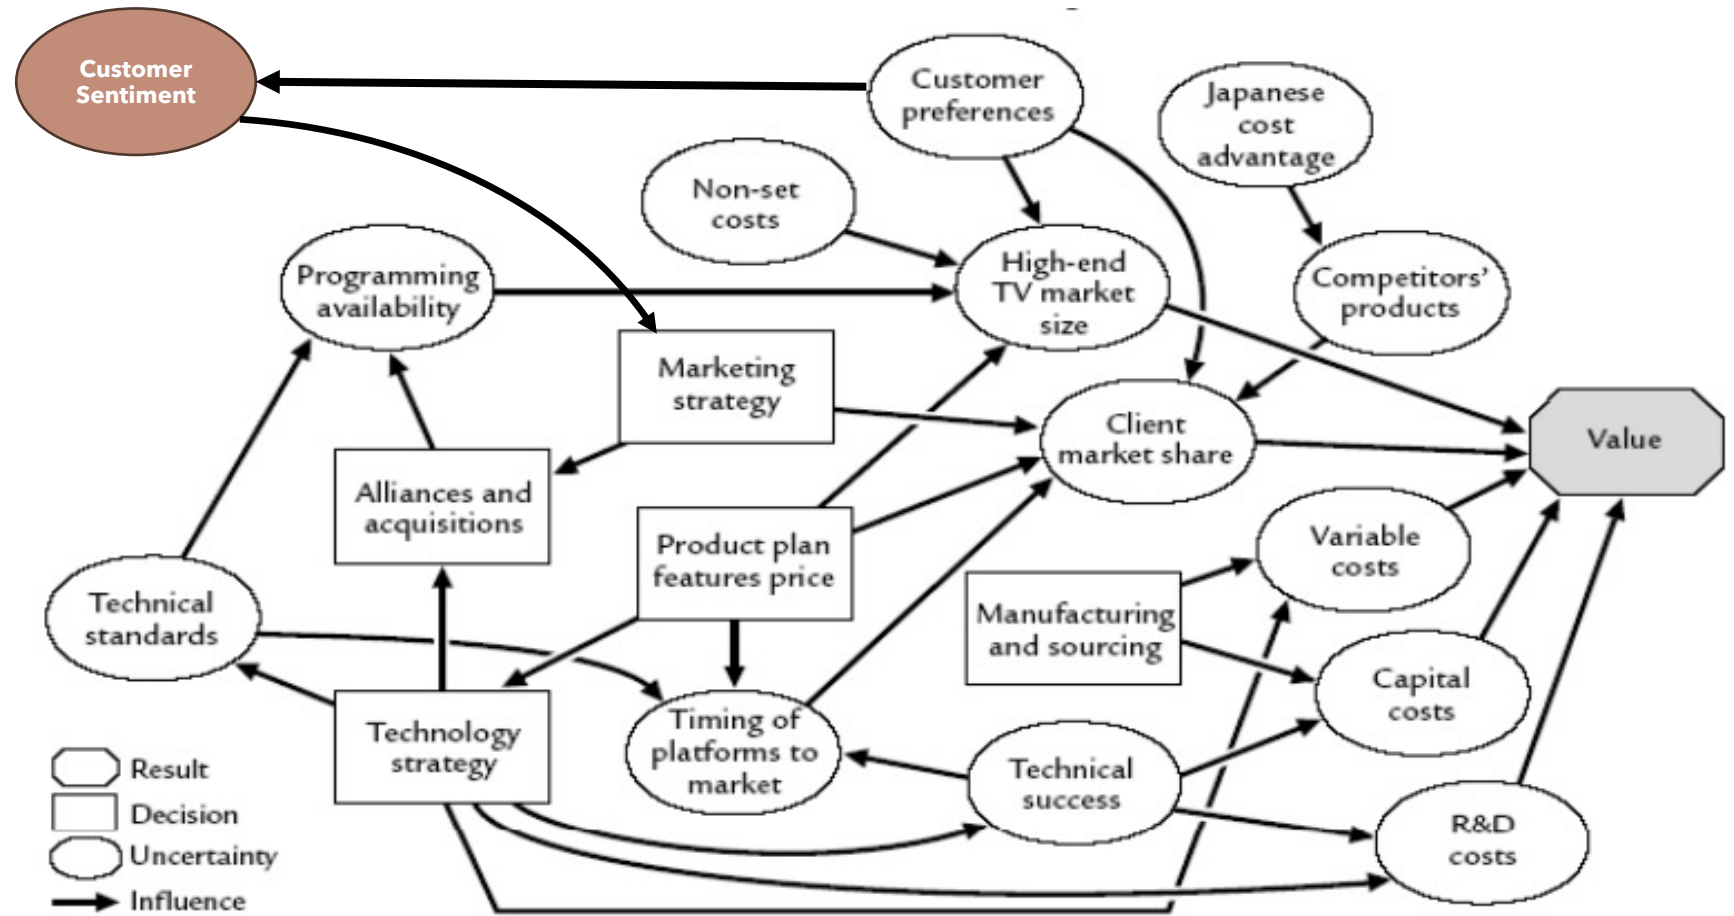 Customer
Sentiment
Customer
preferences
Japanese
cost
advantage
Non-set
costs
Programming
availability
High-end
TV market
size
Competitors'
products
Marketing
strategy
Client
market share
Value
Alliances and
acquisitions
Product plan
features price
Variable
costs
Technical
standards
Manufacturing
and sourcing
Capital
costs
Technology
strategy
Timing of
platforms to
market
Technical
success
R&D
costs
Result
Decision
Uncertainty
Influence